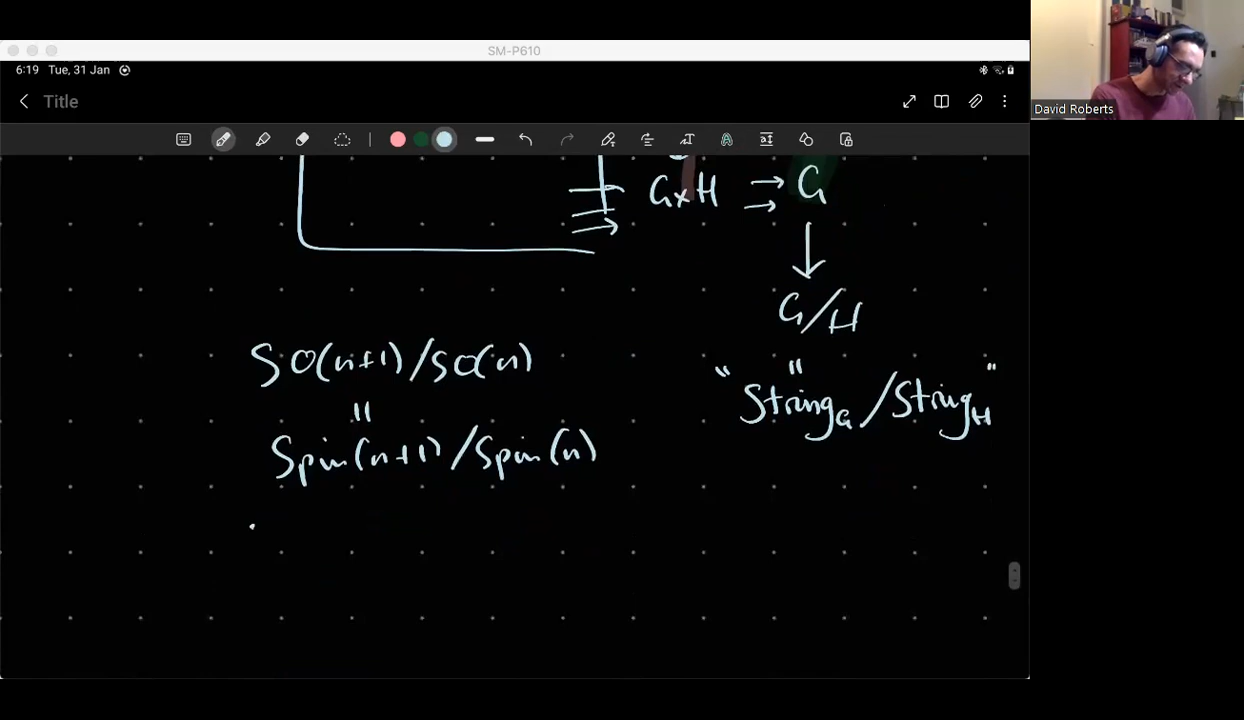 SM-P610
6:19 Tue, 31 Jan
Title
David Roberts
G×H ⇉ G
↓
G/H
SO(n+1)/SO(n)
=
Spin(n+1)/Spin(n)
=
"String_G/String_H"